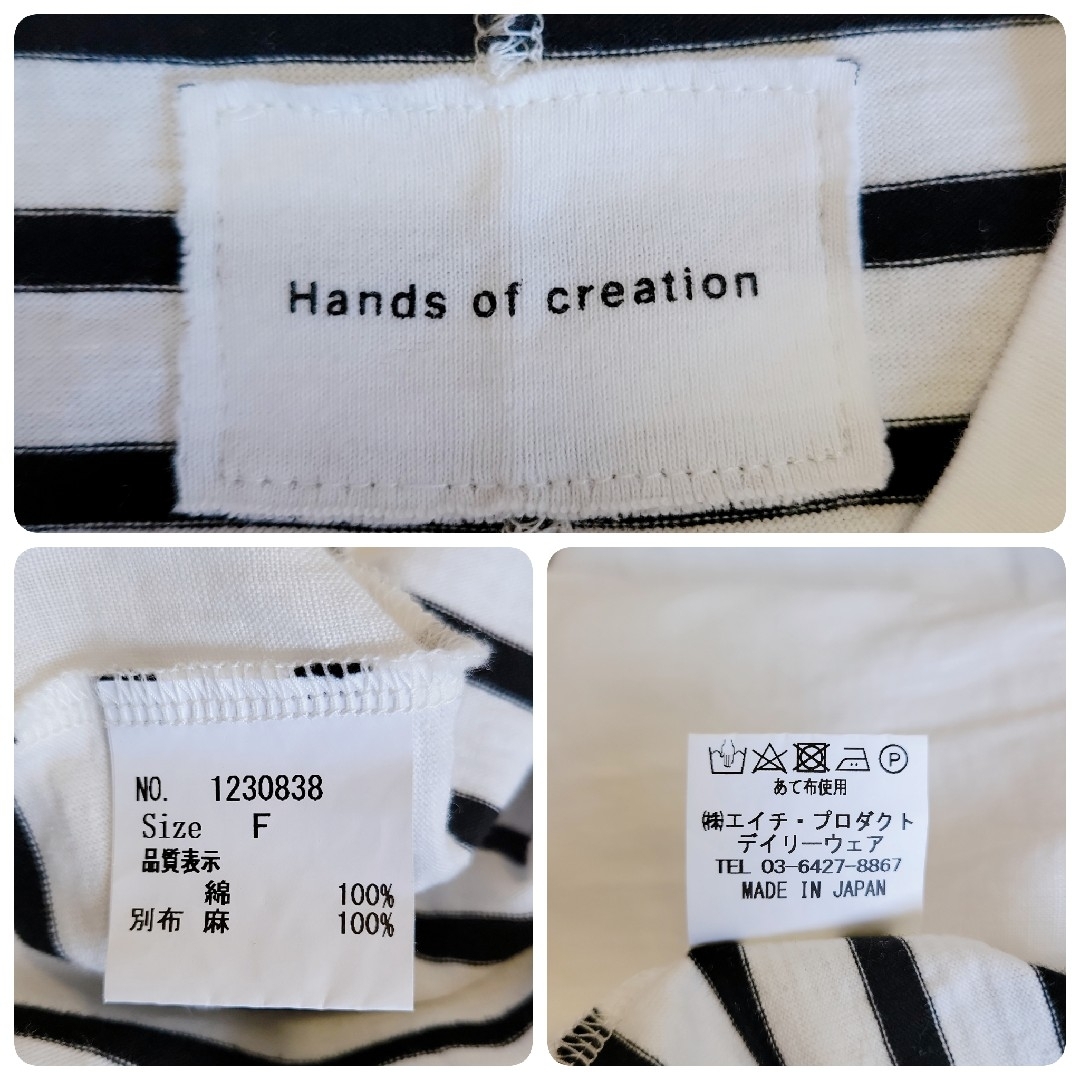 Hands of creation
NO. 1230838
Size F
品質表示
綿 100%
別布 麻 100%
P
あて布使用
㈱エイチ・プロダクト
デイリーウェア
TEL 03-6427-8867
MADE IN JAPAN